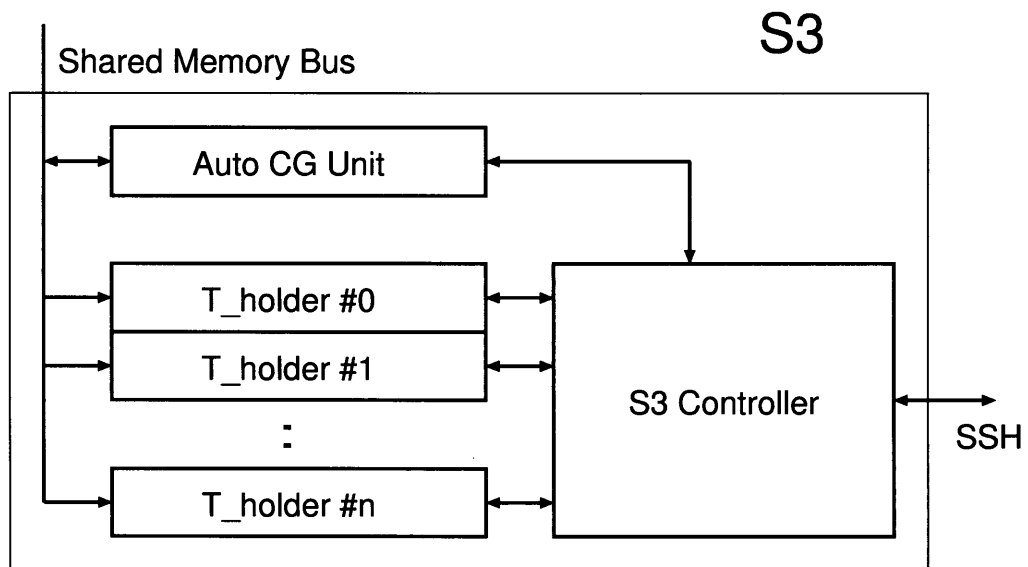 S3
Shared Memory Bus
Auto CG Unit
T_holder #0
T_holder #1
:
T_holder #n
S3 Controller
SSH